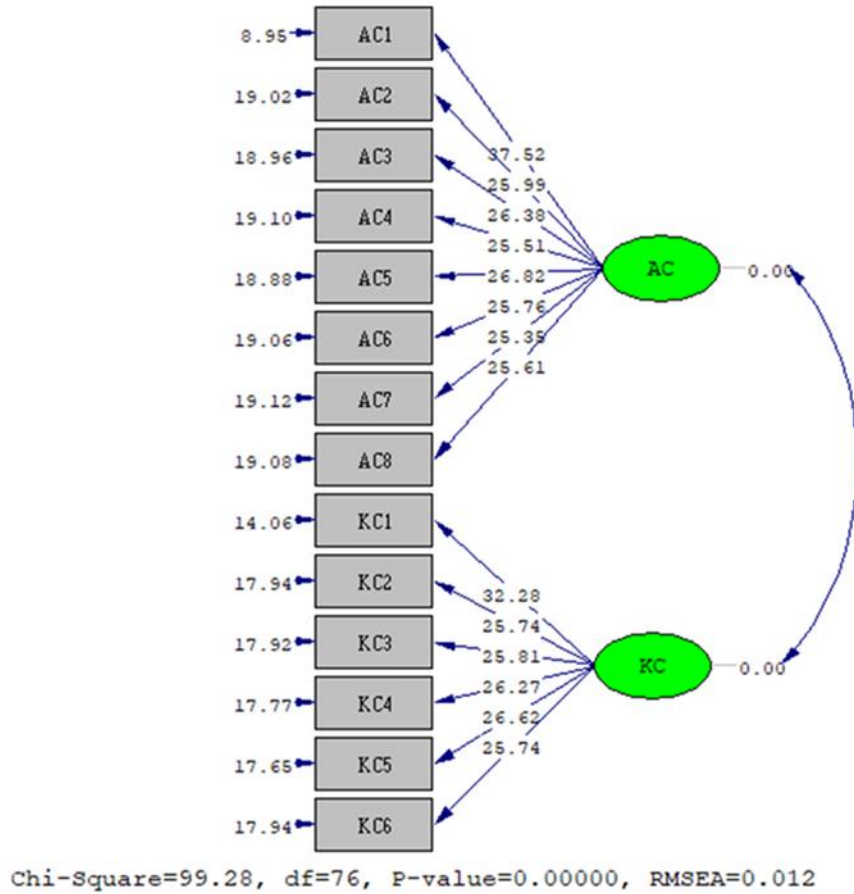 8.95 AC1
19.02 AC2
18.96 AC3
19.10 AC4
18.88 AC5
19.06 AC6
19.12 AC7
19.08 AC8
37.52
25.99
26.38
25.51
26.82
25.76
25.35
25.61
AC 0.00
14.06 KC1
17.94 KC2
17.92 KC3
17.77 KC4
17.65 KC5
17.94 KC6
32.28
25.74
25.81
26.27
26.62
25.74
KC 0.00
Chi-Square=99.28, df=76, P-value=0.00000, RMSEA=0.012